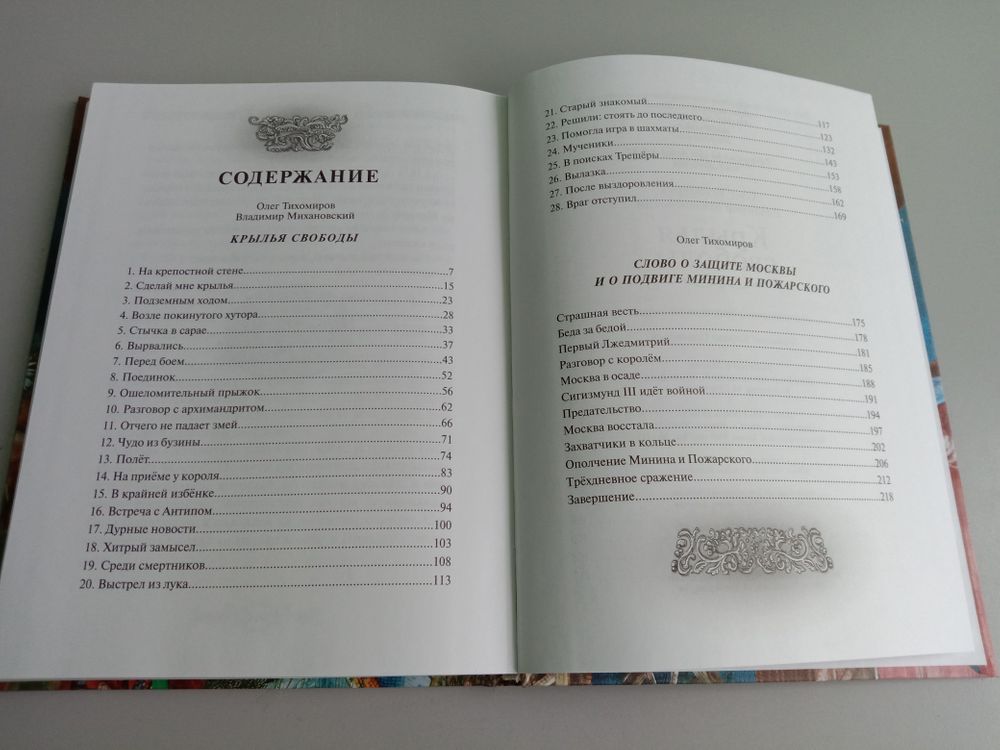 СОДЕРЖАНИЕ
Олег Тихомиров
Владимир Михановский
КРЫЛЬЯ СВОБОДЫ
1. На крепостной стене 7
2. Сделай мне крылья 15
3. Подземным ходом 23
4. Возле покинутого хутора 28
5. Стычка в сарае 33
6. Вырвались 37
7. Перед боем 43
8. Поединок 52
9. Ошеломительный прыжок 56
10. Разговор с архимандритом 62
11. Отчего не падает змей 66
12. Чудо из бузины 71
13. Полёт 74
14. На приёме у короля 83
15. В крайней избёнке 90
16. Встреча с Антипом 94
17. Дурные новости 100
18. Хитрый замысел 103
19. Среди смертников 108
20. Выстрел из лука 113
21. Старый знакомый 117
22. Решили: стоять до последнего 123
23. Помогла игра в шахматы 132
24. Мученики 143
25. В поисках Трещёры 153
26. Вылазка 158
27. После выздоровления 162
28. Враг отступил 169
Олег Тихомиров
СЛОВО О ЗАЩИТЕ МОСКВЫ
И О ПОДВИГЕ МИНИНА И ПОЖАРСКОГО
Страшная весть 175
Беда за бедой 178
Первый Лжедмитрий 181
Разговор с королём 185
Москва в осаде 188
Сигизмунд III идёт войной 191
Предательство 194
Москва восстала 197
Захватчики в кольце 202
Ополчение Минина и Пожарского 206
Трёхдневное сражение 212
Завершение 218